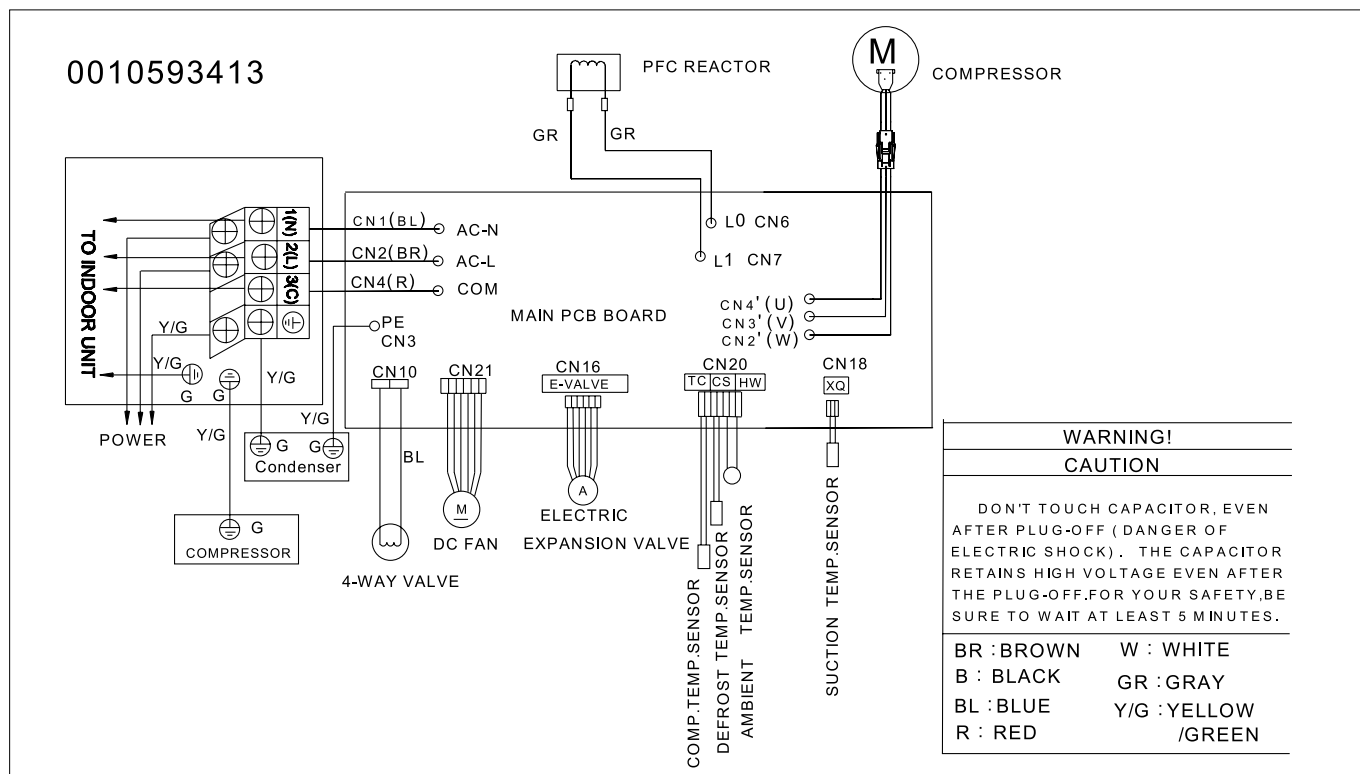 0010593413
PFC REACTOR
M
COMPRESSOR
GR
GR
TO INDOOR UNIT
1(N)
2(L)
3(C)
CN1(BL)
AC-N
CN2(BR)
AC-L
CN4(R)
COM
L0 CN6
L1 CN7
MAIN PCB BOARD
CN4'(U)
CN3'(V)
CN2'(W)
PE
CN3
Y/G
Y/G
Y/G
G
G
Y/G
Y/G
POWER
G
G
Condenser
G
COMPRESSOR
CN10
CN21
CN16
E-VALVE
CN20
TC CS HW
CN18
XQ
BL
M
A
4-WAY VALVE
DC FAN
ELECTRIC
EXPANSION VALVE
COMP.TEMP.SENSOR
DEFROST TEMP.SENSOR
AMBIENT TEMP.SENSOR
SUCTION TEMP.SENSOR
WARNING!
CAUTION
DON'T TOUCH CAPACITOR, EVEN
AFTER PLUG-OFF ( DANGER OF
ELECTRIC SHOCK). THE CAPACITOR
RETAINS HIGH VOLTAGE EVEN AFTER
THE PLUG-OFF.FOR YOUR SAFETY,BE
SURE TO WAIT AT LEAST 5 MINUTES.
BR : BROWN W : WHITE
B : BLACK GR : GRAY
BL : BLUE Y/G : YELLOW
R : RED /GREEN